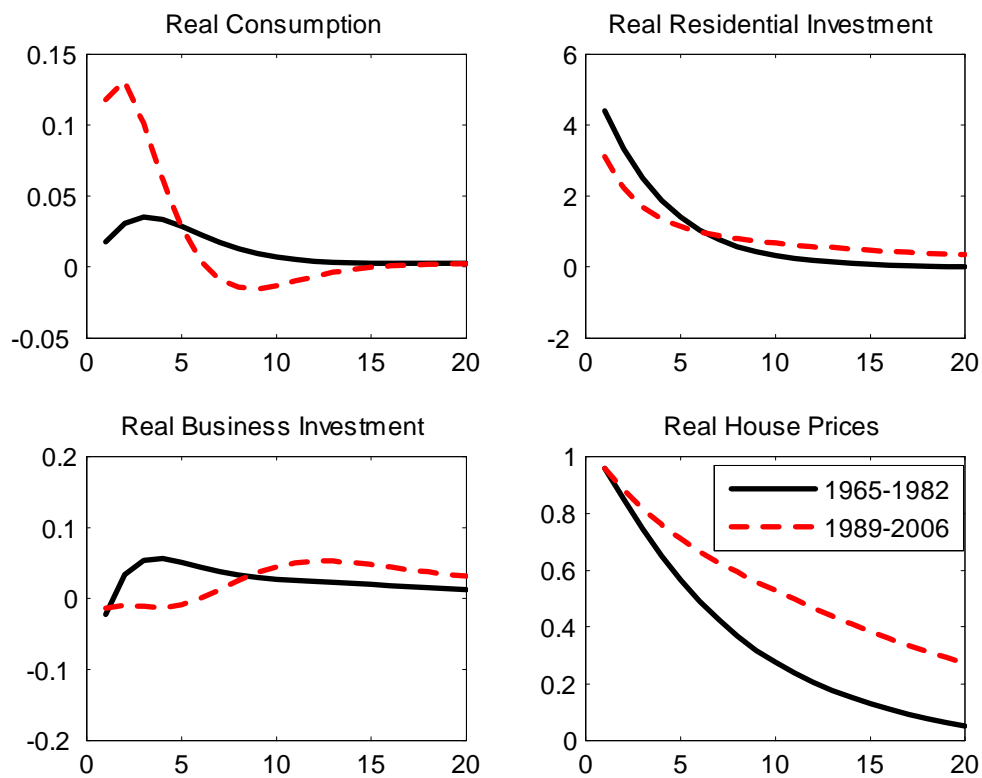 Real Consumption
0.15
0.1
0.05
0
-0.05
0 5 10 15 20
Real Residential Investment
6
4
2
0
-2
0 5 10 15 20
Real Business Investment
0.2
0.1
0
-0.1
-0.2
0 5 10 15 20
Real House Prices
1
0.8
0.6
0.4
0.2
0
0 5 10 15 20
1965-1982
1989-2006